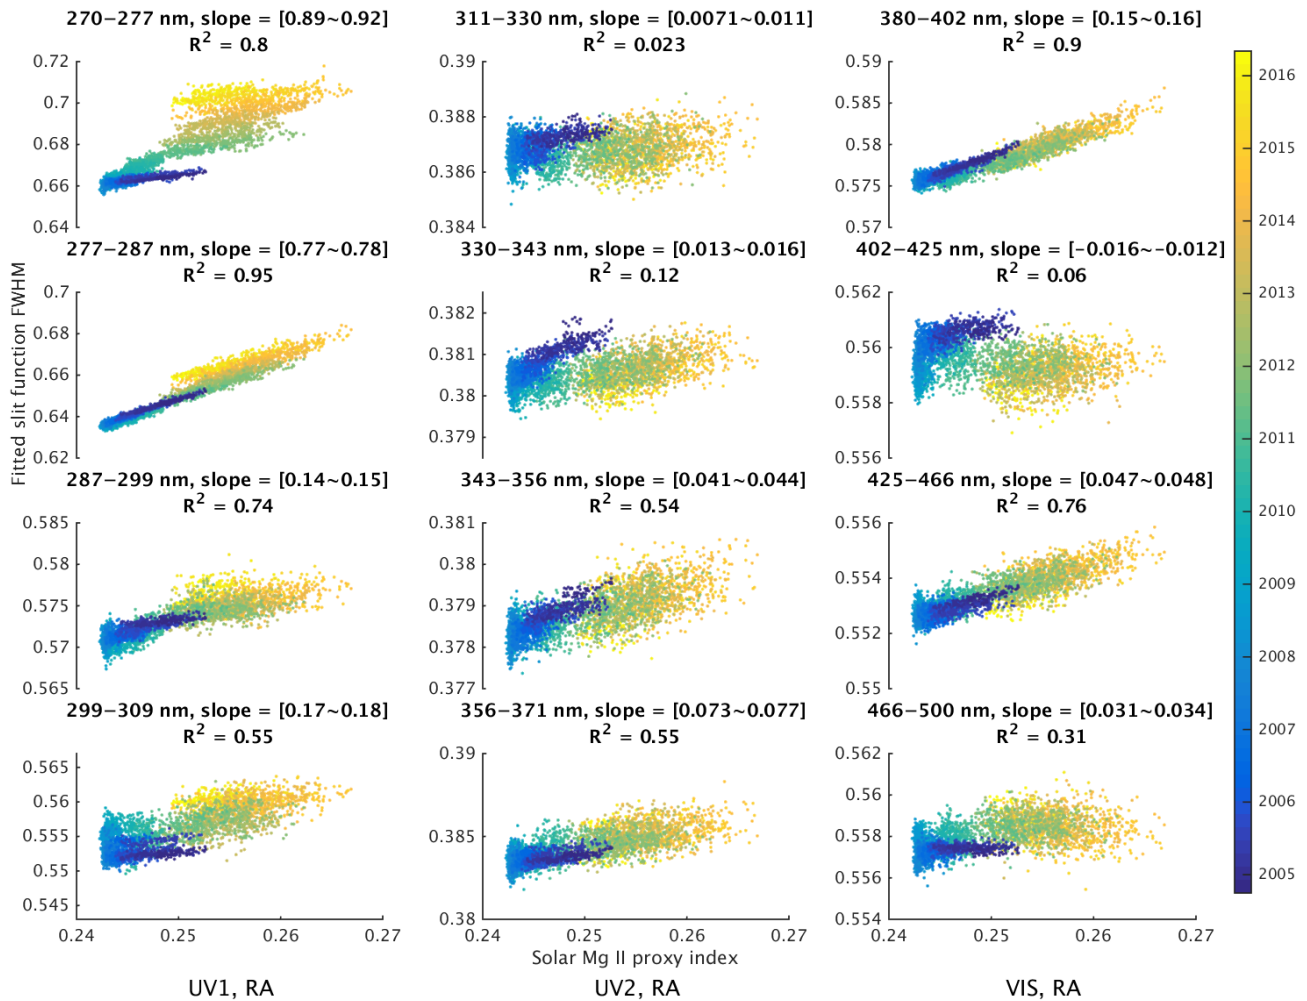 270−277 nm, slope = [0.89~0.92]
R² = 0.8
0.72
0.7
0.68
0.66
0.64
311−330 nm, slope = [0.0071~0.011]
R² = 0.023
0.39
0.388
0.386
0.384
380−402 nm, slope = [0.15~0.16]
R² = 0.9
0.59
0.585
0.58
0.575
0.57
277−287 nm, slope = [0.77~0.78]
R² = 0.95
0.7
0.68
0.66
0.64
0.62
330−343 nm, slope = [0.013~0.016]
R² = 0.12
0.382
0.381
0.38
0.379
402−425 nm, slope = [−0.016~−0.012]
R² = 0.06
0.562
0.56
0.558
0.556
Fitted slit function FWHM
287−299 nm, slope = [0.14~0.15]
R² = 0.74
0.585
0.58
0.575
0.57
0.565
343−356 nm, slope = [0.041~0.044]
R² = 0.54
0.381
0.38
0.379
0.378
0.377
425−466 nm, slope = [0.047~0.048]
R² = 0.76
0.556
0.554
0.552
0.55
299−309 nm, slope = [0.17~0.18]
R² = 0.55
0.565
0.56
0.555
0.55
0.545
0.24
0.25
0.26
0.27
356−371 nm, slope = [0.073~0.077]
R² = 0.55
0.39
0.385
0.38
0.24
0.25
0.26
0.27
466−500 nm, slope = [0.031~0.034]
R² = 0.31
0.562
0.56
0.558
0.556
0.554
0.24
0.25
0.26
0.27
Solar Mg II proxy index
UV1, RA
UV2, RA
VIS, RA
2016
2015
2014
2013
2012
2011
2010
2009
2008
2007
2006
2005